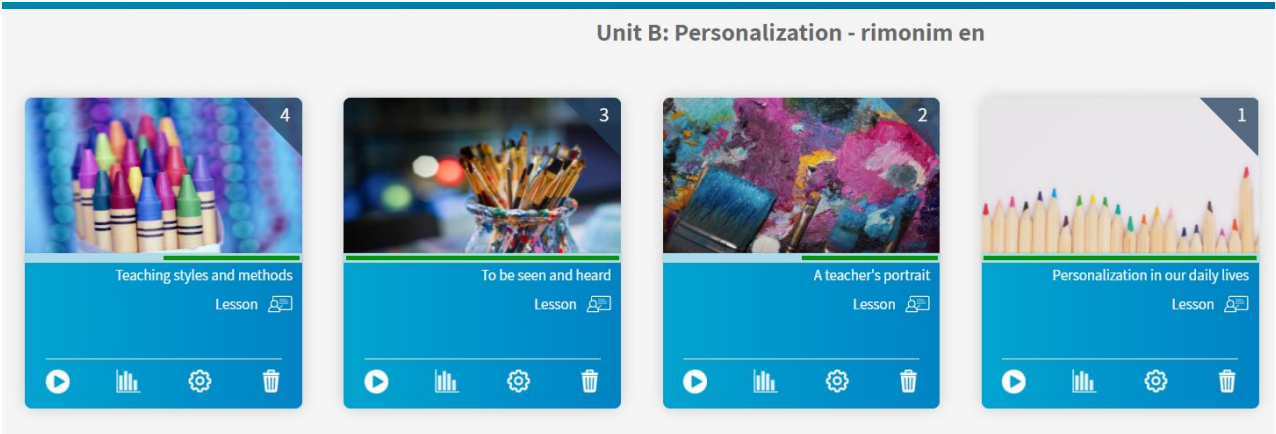 Unit B: Personalization - rimonim en
4
Teaching styles and methods
Lesson
3
To be seen and heard
Lesson
2
A teacher's portrait
Lesson
1
Personalization in our daily lives
Lesson